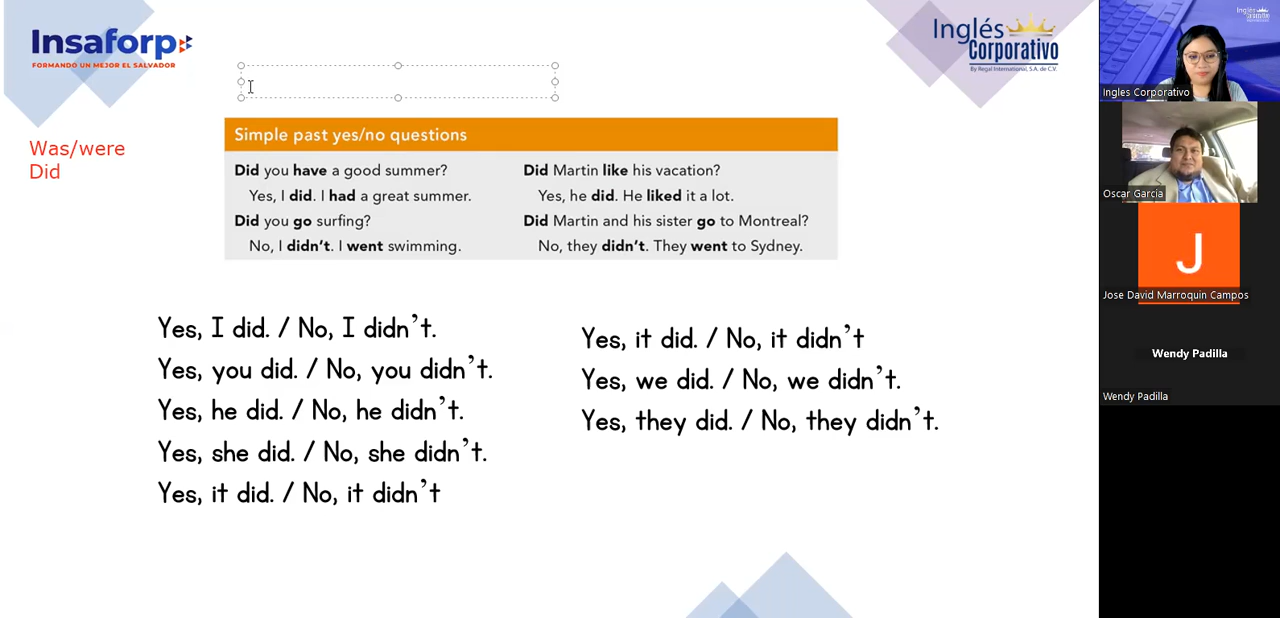 Insaforp
FORMANDO UN MEJOR EL SALVADOR
Inglés
Corporativo
By Regal International, S.A. de C.V.
Was/were
Did
Simple past yes/no questions
Did you have a good summer?
Yes, I did. I had a great summer.
Did you go surfing?
No, I didn't. I went swimming.
Did Martin like his vacation?
Yes, he did. He liked it a lot.
Did Martin and his sister go to Montreal?
No, they didn't. They went to Sydney.
Yes, I did. / No, I didn't.
Yes, you did. / No, you didn't.
Yes, he did. / No, he didn't.
Yes, she did. / No, she didn't.
Yes, it did. / No, it didn't
Yes, it did. / No, it didn't
Yes, we did. / No, we didn't.
Yes, they did. / No, they didn't.
Ingles Corporativo
Oscar Garcia
J
Jose David Marroquin Campos
Wendy Padilla
Wendy Padilla